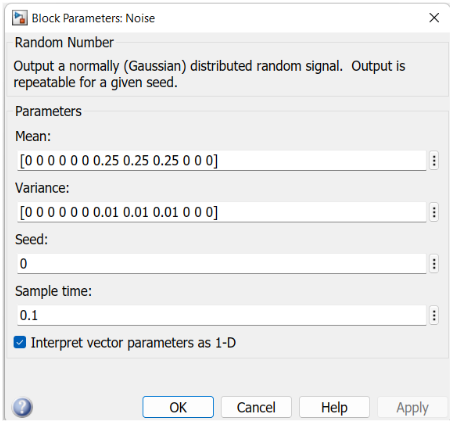 Block Parameters: Noise
Random Number
Output a normally (Gaussian) distributed random signal. Output is
repeatable for a given seed.
Parameters
Mean:
[0 0 0 0 0 0 0.25 0.25 0.25 0 0 0]
Variance:
[0 0 0 0 0 0 0.01 0.01 0.01 0 0 0]
Seed:
0
Sample time:
0.1
Interpret vector parameters as 1-D
OK Cancel Help Apply